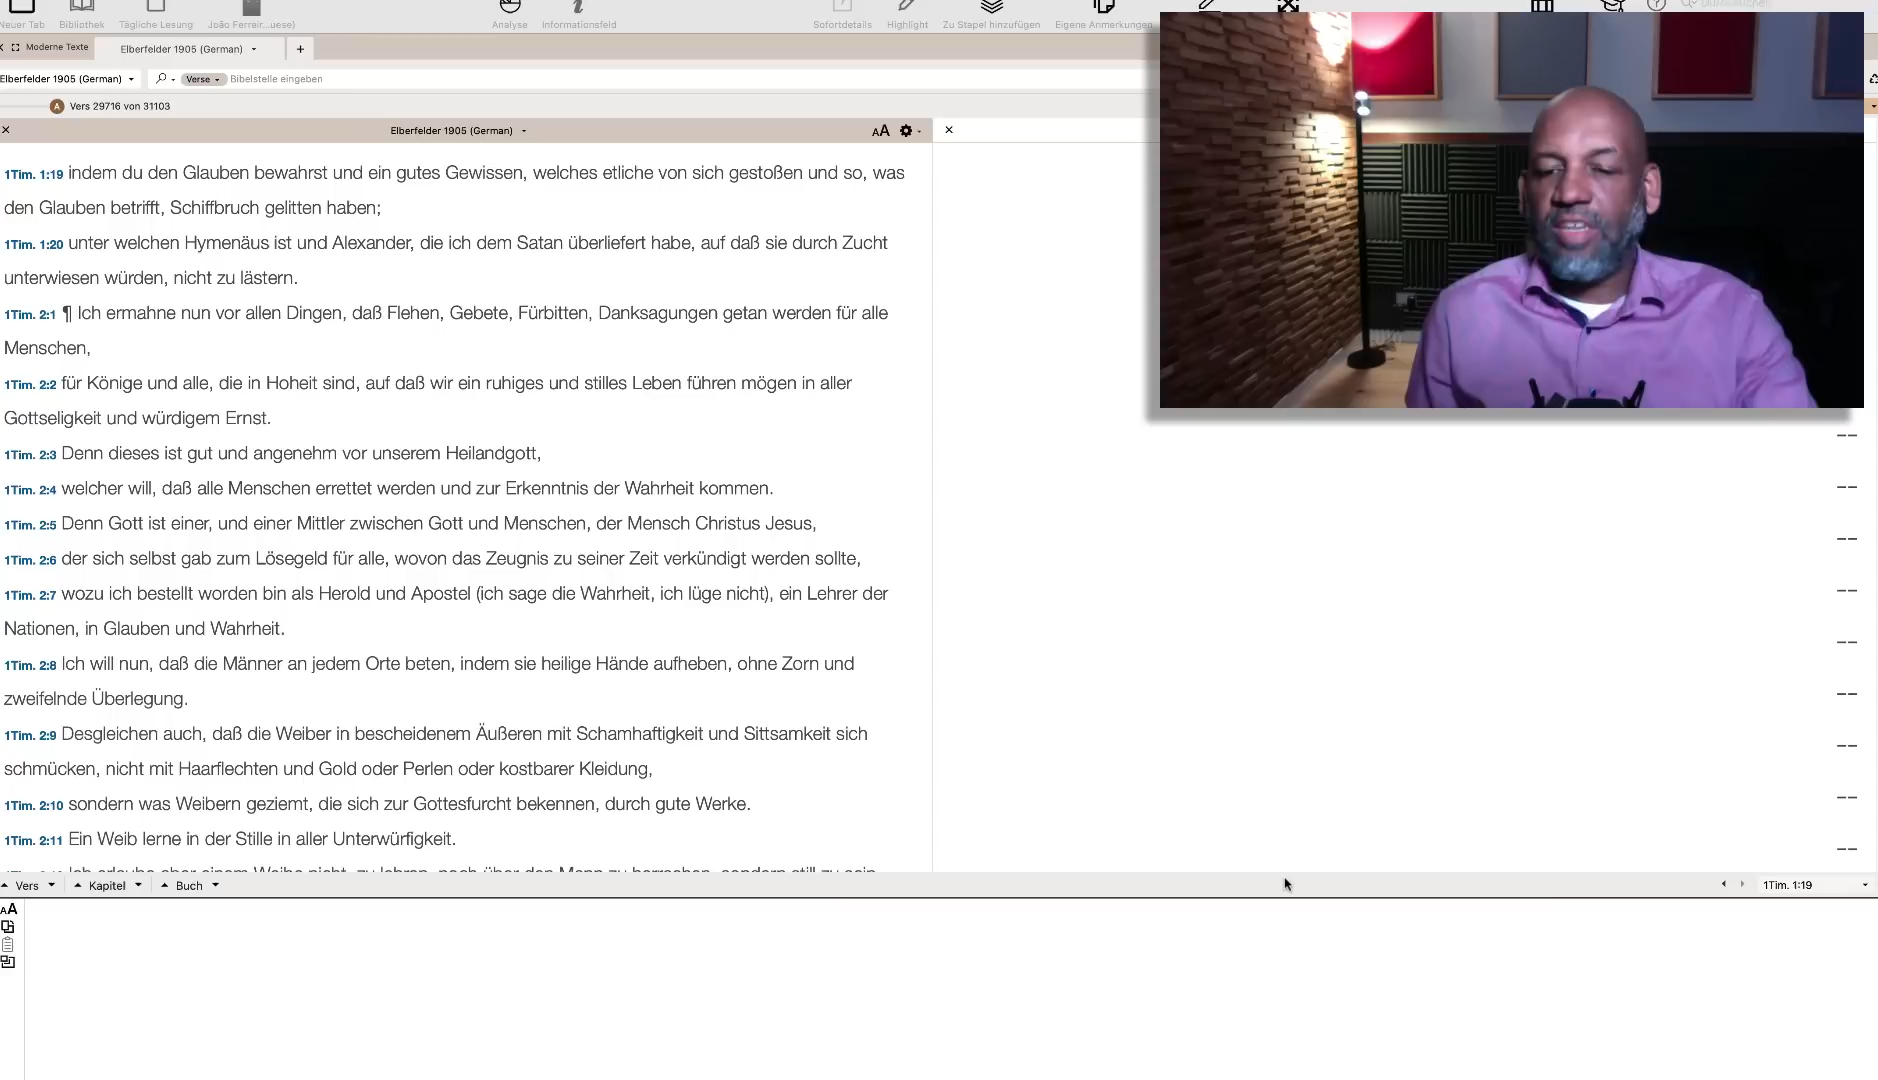 Neuer Tab
Bibliothek
Tägliche Lesung
João Ferreir...uese)
Analyse
Informationsfeld
Sofortdetails
Highlight
Zu Stapel hinzufügen
Eigene Anmerkungen
Moderne Texte
Elberfelder 1905 (German)
+
Elberfelder 1905 (German)
Verse
Bibelstelle eingeben
A Vers 29716 von 31103
Elberfelder 1905 (German)
AA
1Tim. 1:19 indem du den Glauben bewahrst und ein gutes Gewissen, welches etliche von sich gestoßen und so, was
den Glauben betrifft, Schiffbruch gelitten haben;
1Tim. 1:20 unter welchen Hymenäus ist und Alexander, die ich dem Satan überliefert habe, auf daß sie durch Zucht
unterwiesen würden, nicht zu lästern.
1Tim. 2:1 ¶ Ich ermahne nun vor allen Dingen, daß Flehen, Gebete, Fürbitten, Danksagungen getan werden für alle
Menschen,
1Tim. 2:2 für Könige und alle, die in Hoheit sind, auf daß wir ein ruhiges und stilles Leben führen mögen in aller
Gottseligkeit und würdigem Ernst.
1Tim. 2:3 Denn dieses ist gut und angenehm vor unserem Heilandgott,
1Tim. 2:4 welcher will, daß alle Menschen errettet werden und zur Erkenntnis der Wahrheit kommen.
1Tim. 2:5 Denn Gott ist einer, und einer Mittler zwischen Gott und Menschen, der Mensch Christus Jesus,
1Tim. 2:6 der sich selbst gab zum Lösegeld für alle, wovon das Zeugnis zu seiner Zeit verkündigt werden sollte,
1Tim. 2:7 wozu ich bestellt worden bin als Herold und Apostel (ich sage die Wahrheit, ich lüge nicht), ein Lehrer der
Nationen, in Glauben und Wahrheit.
1Tim. 2:8 Ich will nun, daß die Männer an jedem Orte beten, indem sie heilige Hände aufheben, ohne Zorn und
zweifelnde Überlegung.
1Tim. 2:9 Desgleichen auch, daß die Weiber in bescheidenem Äußeren mit Schamhaftigkeit und Sittsamkeit sich
schmücken, nicht mit Haarflechten und Gold oder Perlen oder kostbarer Kleidung,
1Tim. 2:10 sondern was Weibern geziemt, die sich zur Gottesfurcht bekennen, durch gute Werke.
1Tim. 2:11 Ein Weib lerne in der Stille in aller Unterwürfigkeit.
Vers
Kapitel
Buch
1Tim. 1:19
AA